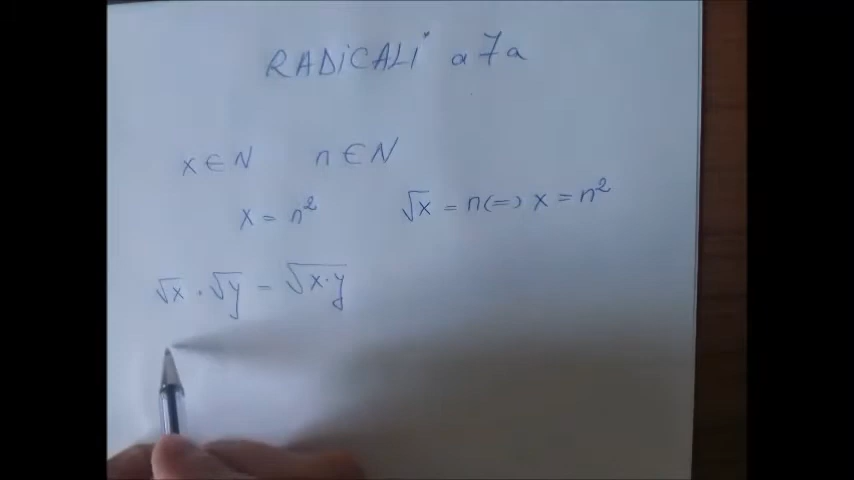 RADICALI a 7a
x ∈ N n ∈ N
x = n² √x = n (=) x = n²
√x · √y = √x·y